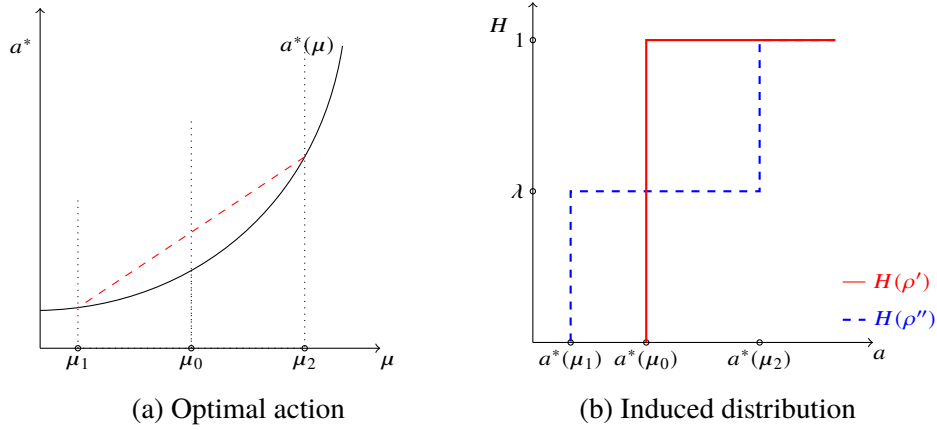 a*
a*(μ)
μ₁
μ₀
μ₂
μ
(a) Optimal action
H
1
λ
H(ρ′)
H(ρ′′)
a*(μ₁)
a*(μ₀)
a*(μ₂)
a
(b) Induced distribution